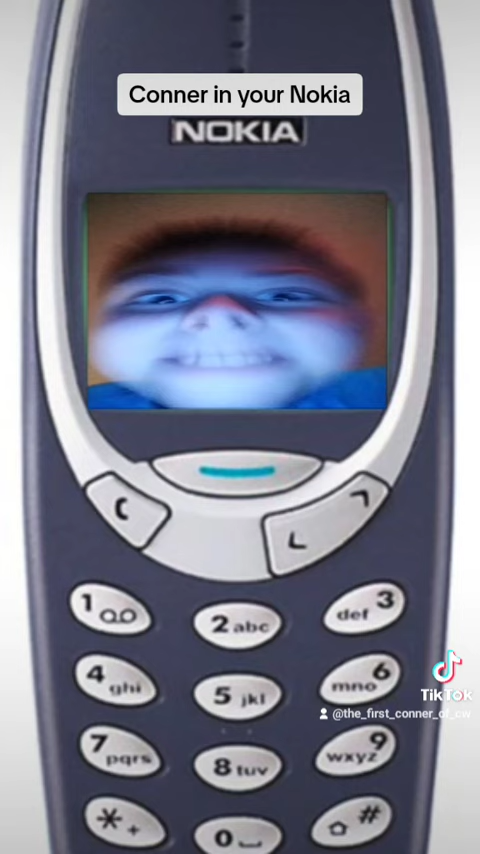 Conner in your Nokia
NOKIA
1
2 abc
def 3
4 ghi
5 jkl
mno 6
7 pqrs
8 tuv
wxyz 9
* +
0
#
TikTok
@the_first_conner_of_cw